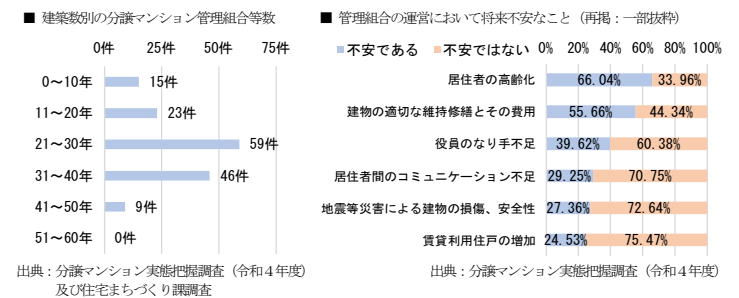 ■ 建築数別の分譲マンション管理組合等数
0件 25件 50件 75件
0～10年 15件
11～20年 23件
21～30年 59件
31～40年 46件
41～50年 9件
51～60年 0件
出典：分譲マンション実態把握調査（令和４年度）
及び住宅まちづくり課調査
■ 管理組合の運営において将来不安なこと（再掲：一部抜粋）
不安である 不安ではない 0% 20% 40% 60% 80% 100%
居住者の高齢化 66.04% 33.96%
建物の適切な維持修繕とその費用 55.66% 44.34%
役員のなり手不足 39.62% 60.38%
居住者間のコミュニケーション不足 29.25% 70.75%
地震等災害による建物の損傷、安全性 27.36% 72.64%
賃貸利用住戸の増加 24.53% 75.47%
出典：分譲マンション実態把握調査（令和４年度）